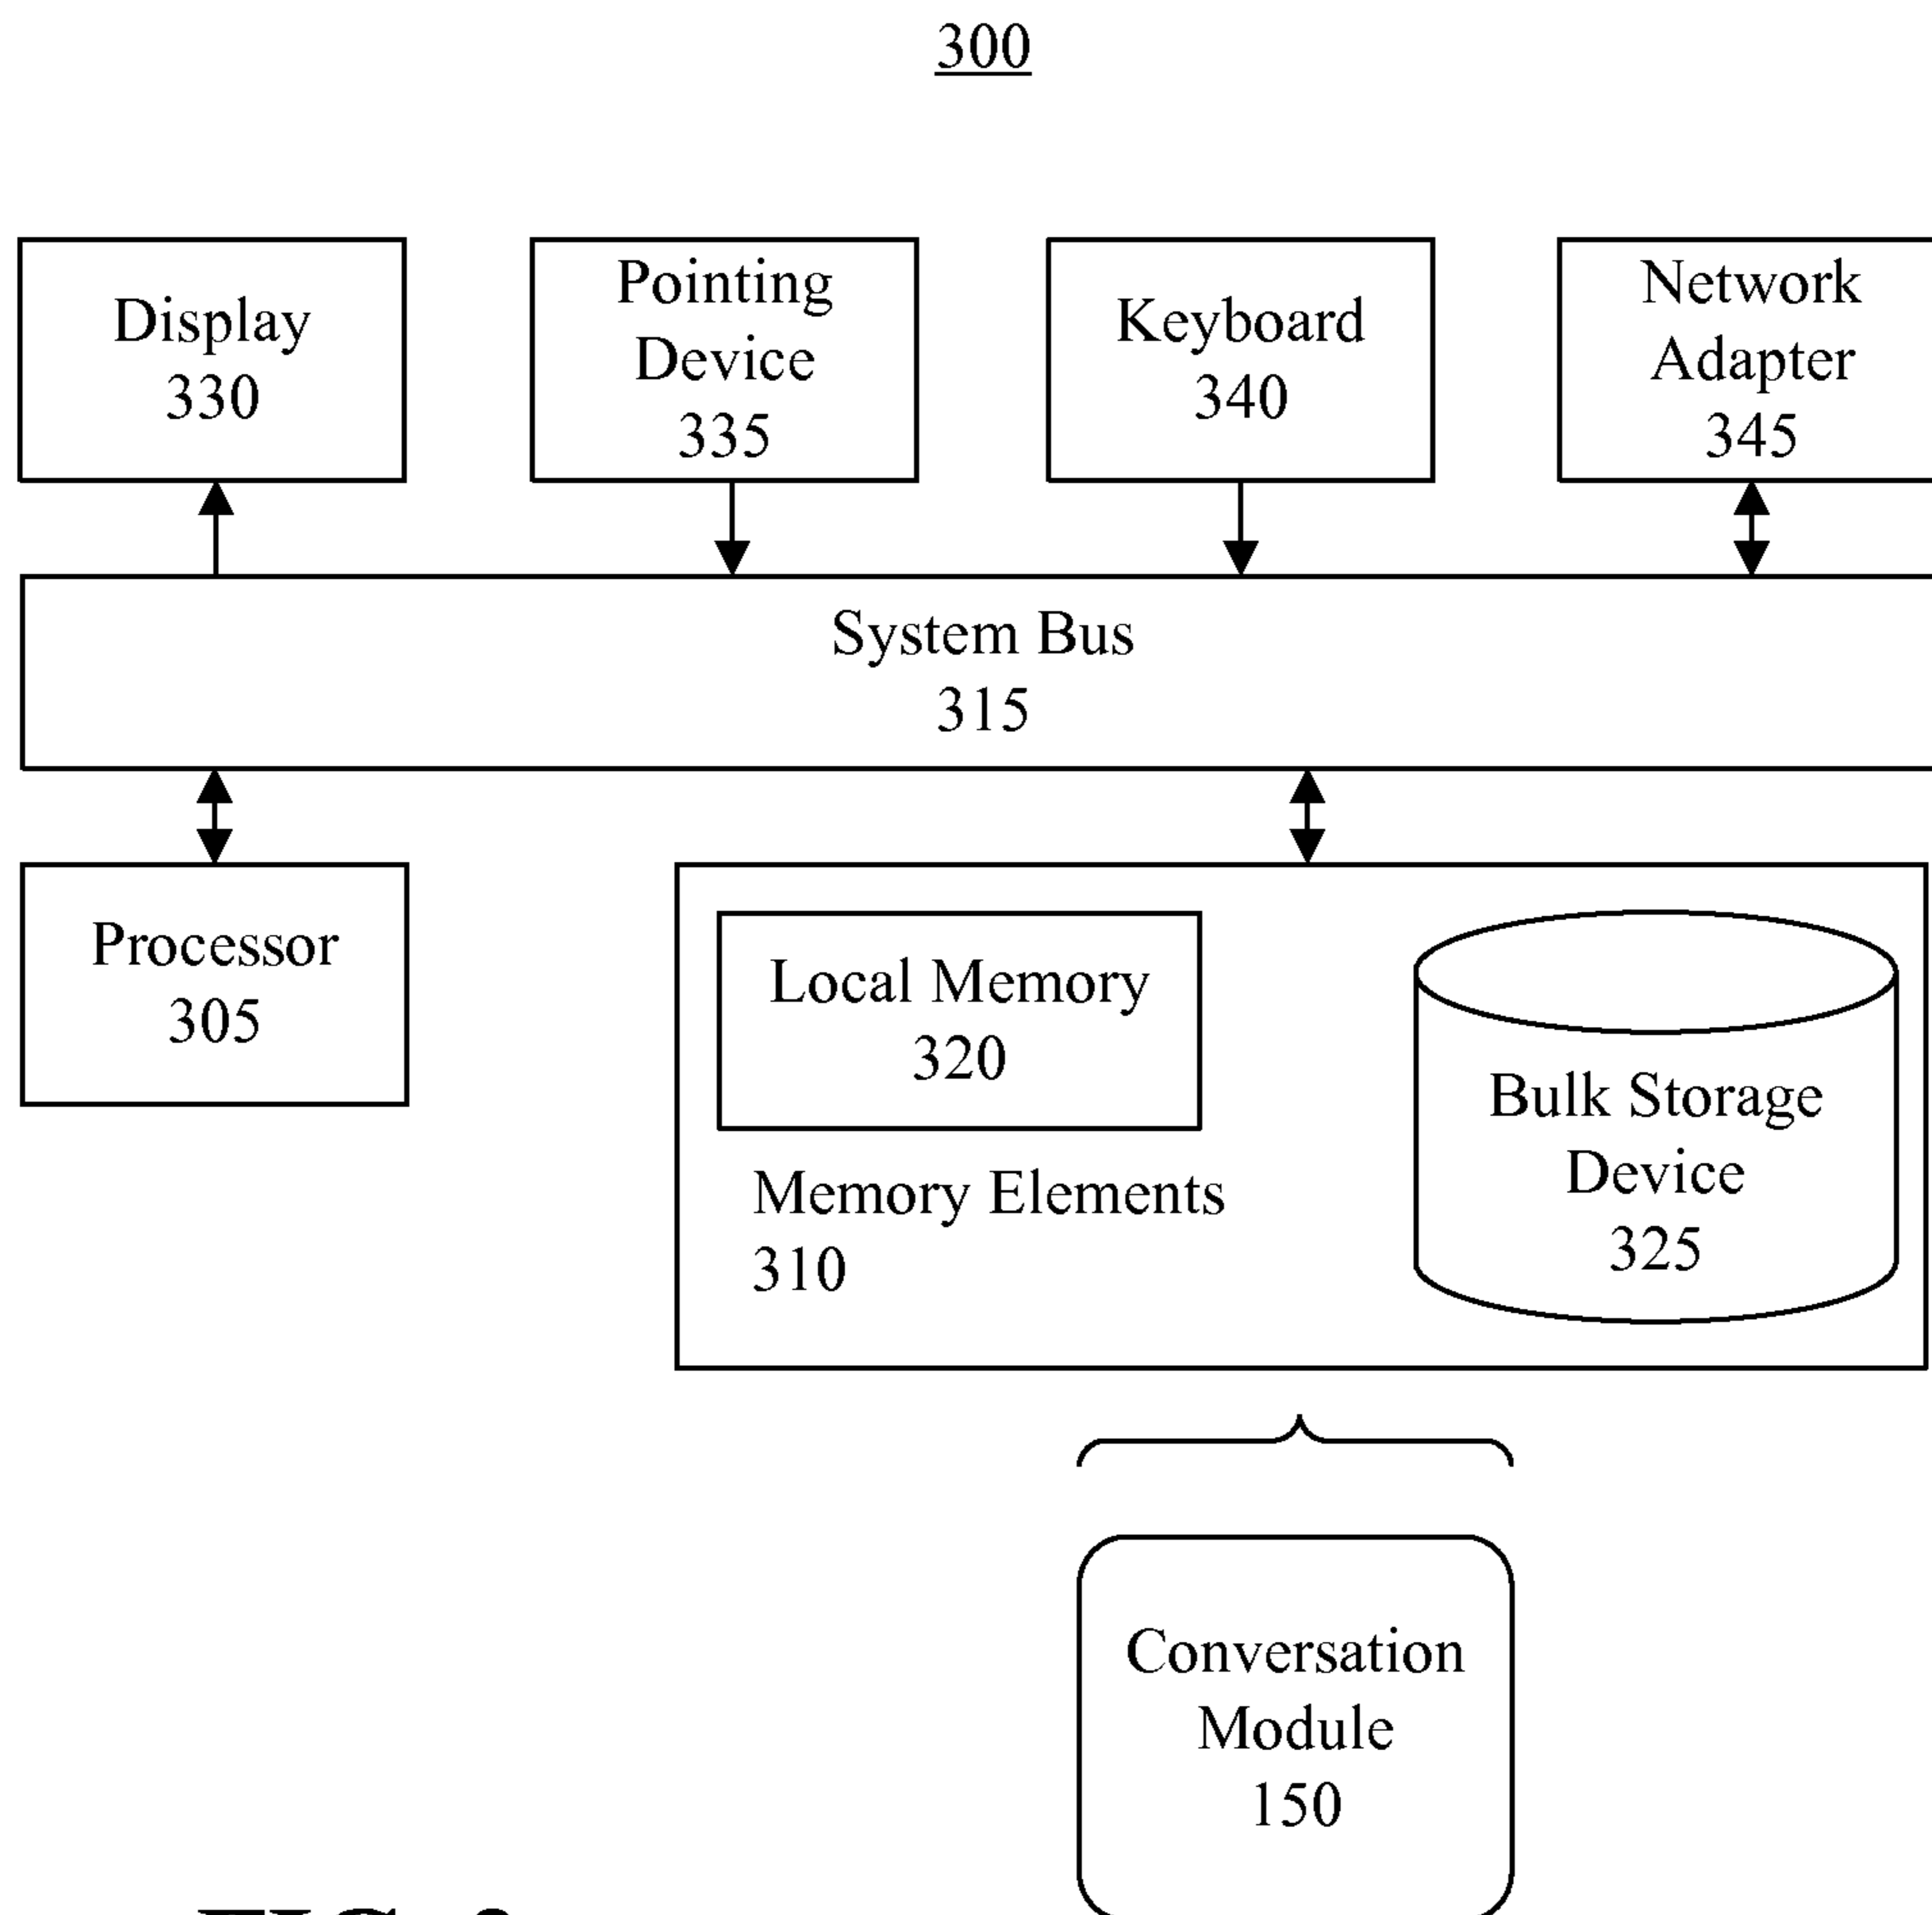 300
Display
330
Pointing
Device
335
Keyboard
340
Network
Adapter
345
System Bus
315
Processor
305
Local Memory
320
Memory Elements
310
Bulk Storage
Device
325
Conversation
Module
150